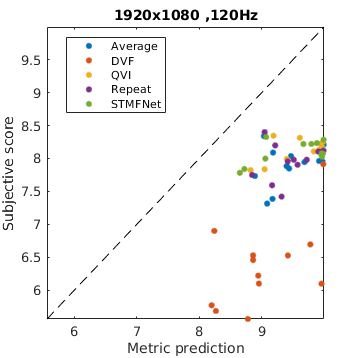 1920x1080 ,120Hz
Average
DVF
QVI
Repeat
STMFNet
9.5
9
8.5
8
7.5
7
6.5
6
Subjective score
6 7 8 9
Metric prediction